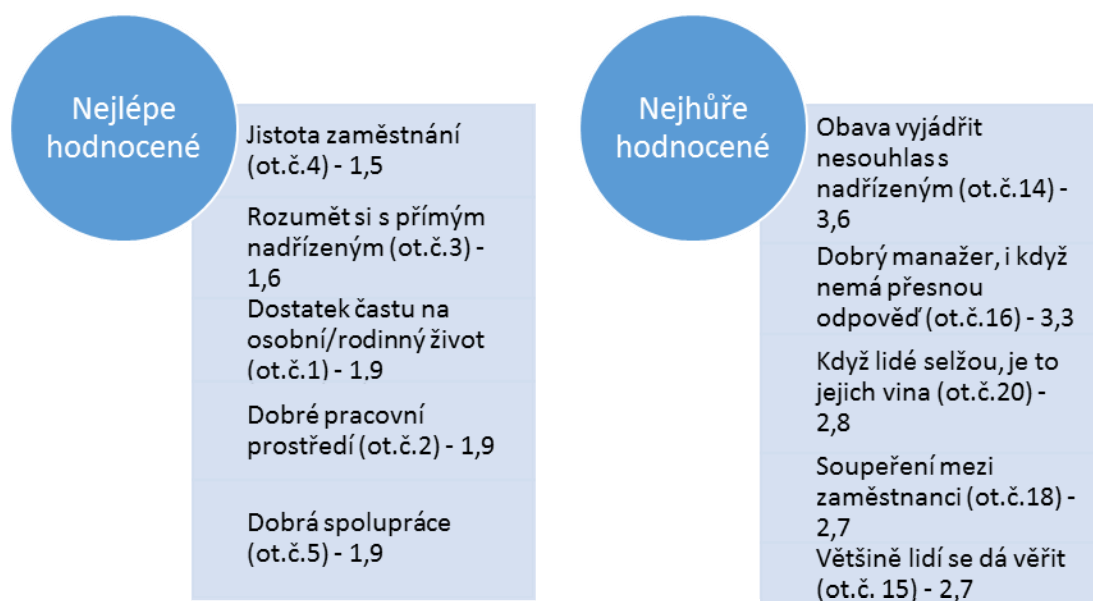 Nejlépe
hodnocené
Jistota zaměstnání
(ot.č.4) - 1,5
Rozumět si s přímým
nadřízeným (ot.č.3) -
1,6
Dostatek častu na
osobní/rodinný život
(ot.č.1) - 1,9
Dobré pracovní
prostředí (ot.č.2) - 1,9
Dobrá spolupráce
(ot.č.5) - 1,9
Nejhůře
hodnocené
Obava vyjádřit
nesouhlas s
nadřízeným (ot.č.14) -
3,6
Dobrý manažer, i když
nemá přesnou
odpověď (ot.č.16) - 3,3
Když lidé selžou, je to
jejich vina (ot.č.20) -
2,8
Soupeření mezi
zaměstnanci (ot.č.18) -
2,7
Většině lidí se dá věřit
(ot.č. 15) - 2,7